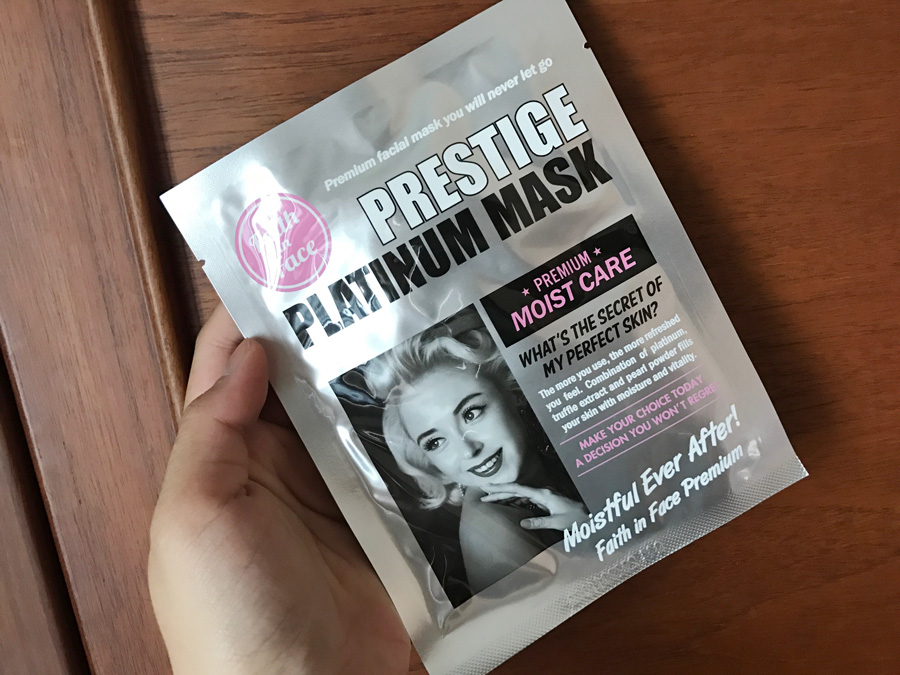 Premium facial mask you will never let go
PRESTIGE
PLATINUM MASK
Faith
in
Face
PREMIUM
MOIST CARE
WHAT'S THE SECRET OF
MY PERFECT SKIN?
The more you use, the more refreshed
you feel. Combination of platinum,
truffle extract and pearl powder fills
your skin with moisture and vitality.
MAKE YOUR CHOICE TODAY
A DECISION YOU WON'T REGRET
Moistful Ever After!
Faith in Face Premium